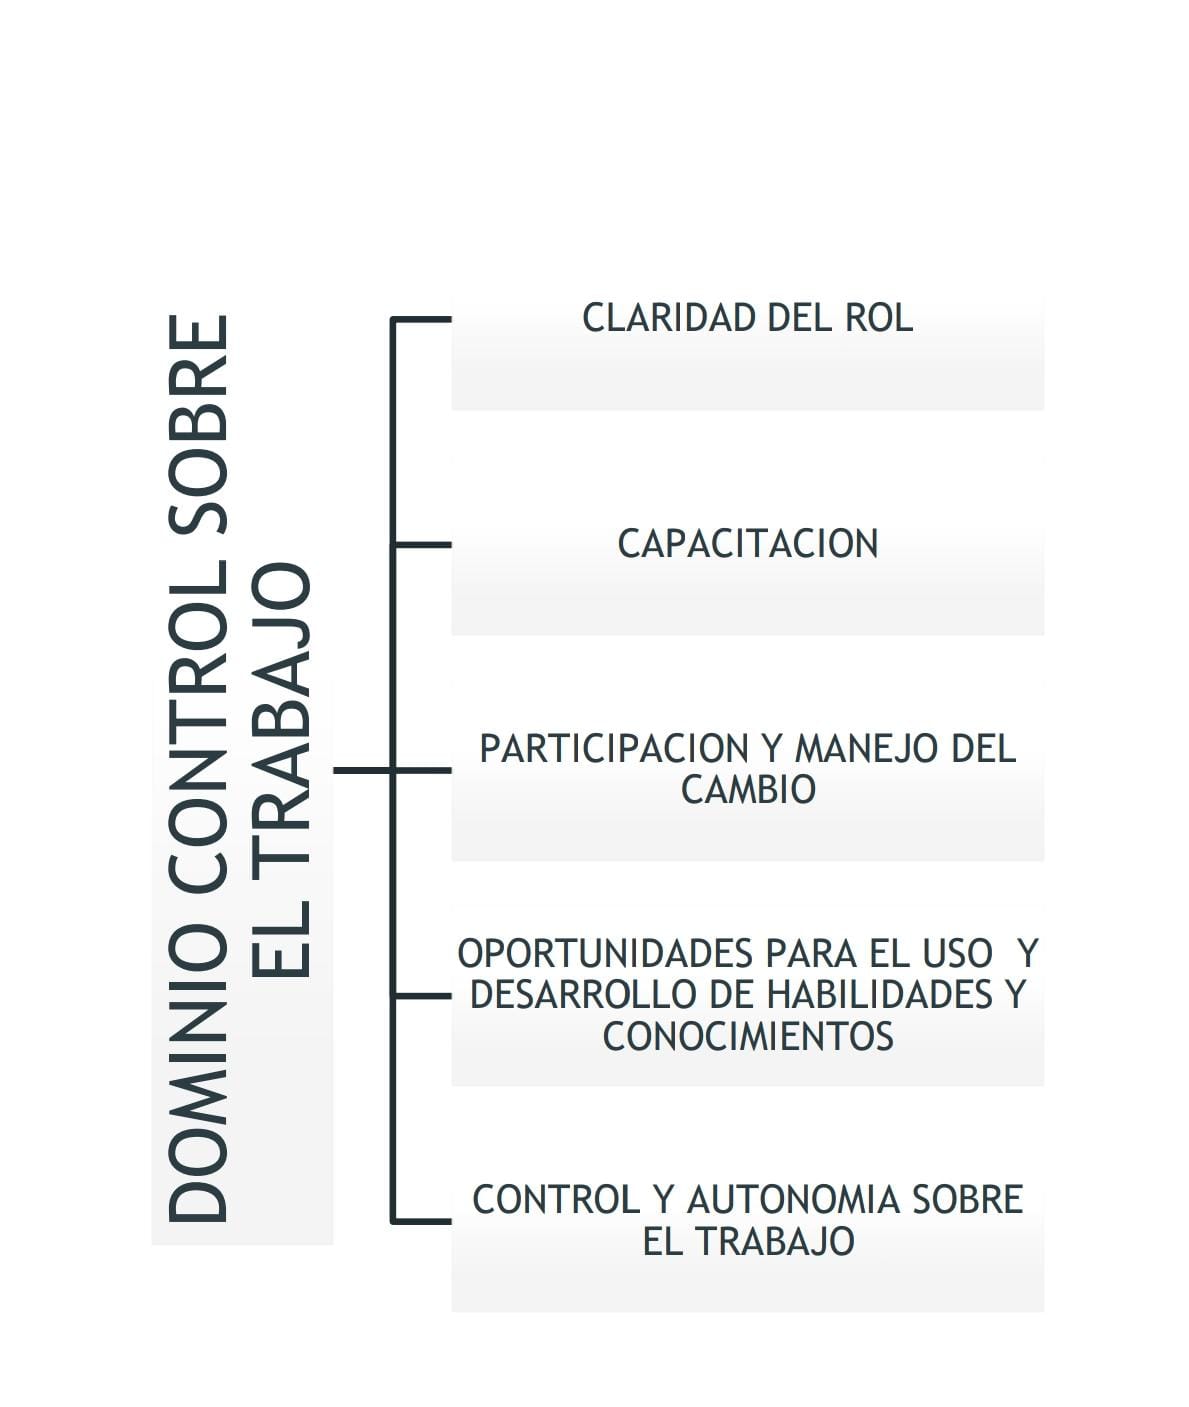 DOMINIO CONTROL SOBRE
EL TRABAJO
CLARIDAD DEL ROL
CAPACITACION
PARTICIPACION Y MANEJO DEL
CAMBIO
OPORTUNIDADES PARA EL USO  Y
DESARROLLO DE HABILIDADES Y
CONOCIMIENTOS
CONTROL Y AUTONOMIA SOBRE
EL TRABAJO